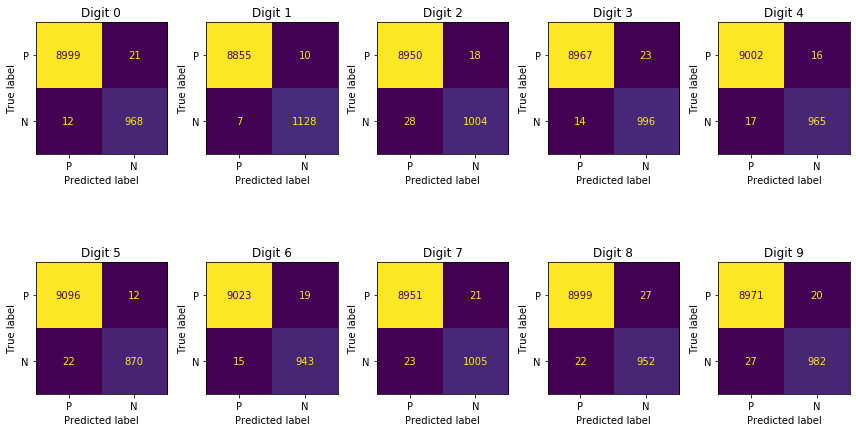 Digit 0 Digit 1 Digit 2 Digit 3 Digit 4
True label P 8999 21 True label P 8855 10 True label P 8950 18 True label P 8967 23 True label P 9002 16
N 12 968 N 7 1128 N 28 1004 N 14 996 N 17 965
P N P N P N P N P N
Predicted label Predicted label Predicted label Predicted label Predicted label
Digit 5 Digit 6 Digit 7 Digit 8 Digit 9
True label P 9096 12 True label P 9023 19 True label P 8951 21 True label P 8999 27 True label P 8971 20
N 22 870 N 15 943 N 23 1005 N 22 952 N 27 982
P N P N P N P N P N
Predicted label Predicted label Predicted label Predicted label Predicted label